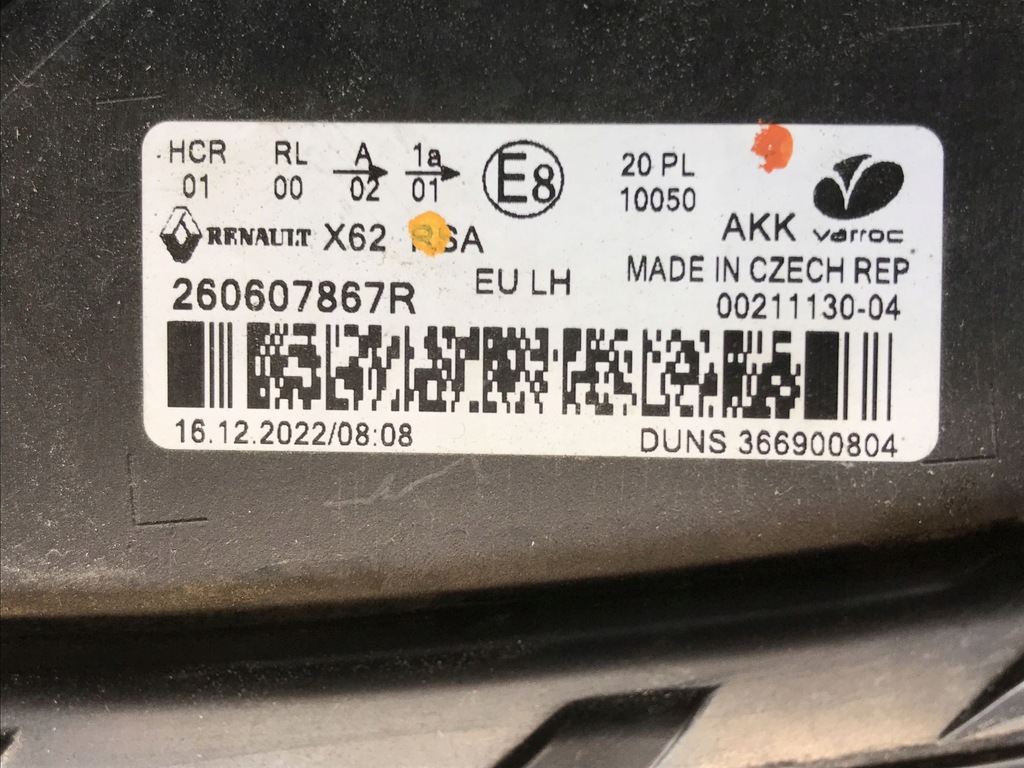 HCR RL A 1a
01 00 02 01
E8
20 PL
10050
RENAULT X62 RSA
AKK varroc
EU LH
MADE IN CZECH REP
260607867R
00211130-04
16.12.2022/08:08
DUNS 366900804